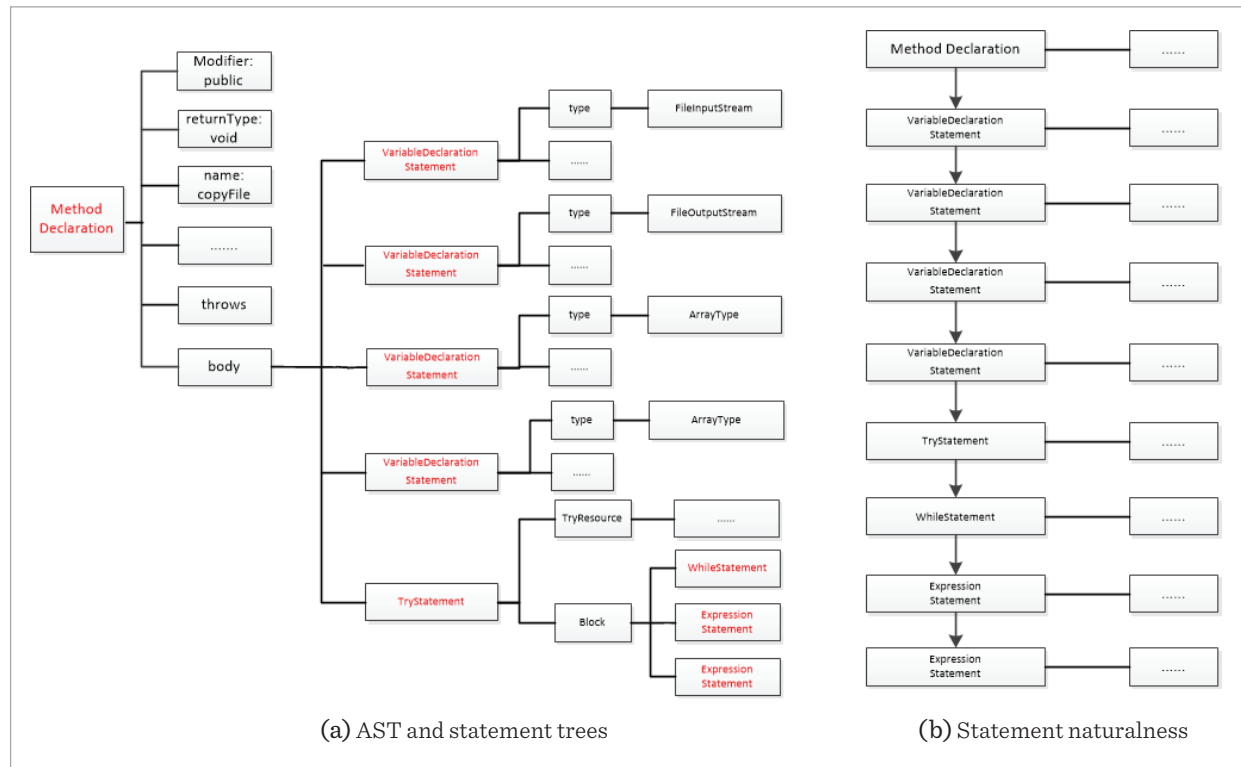 Modifier:
public
returnType:
void
name:
copyFile
Method
Declaration
.......
throws
body
VariableDeclaration
Statement
type
FileInputStream
......
VariableDeclaration
Statement
type
FileOutputStream
......
VariableDeclaration
Statement
type
ArrayType
......
VariableDeclaration
Statement
type
ArrayType
......
TryStatement
TryResource
......
Block
WhileStatement
Expression
Statement
Expression
Statement
(a) AST and statement trees
Method Declaration
......
VariableDeclaration
Statement
......
VariableDeclaration
Statement
......
VariableDeclaration
Statement
......
VariableDeclaration
Statement
......
TryStatement
......
WhileStatement
......
Expression
Statement
......
Expression
Statement
......
(b) Statement naturalness